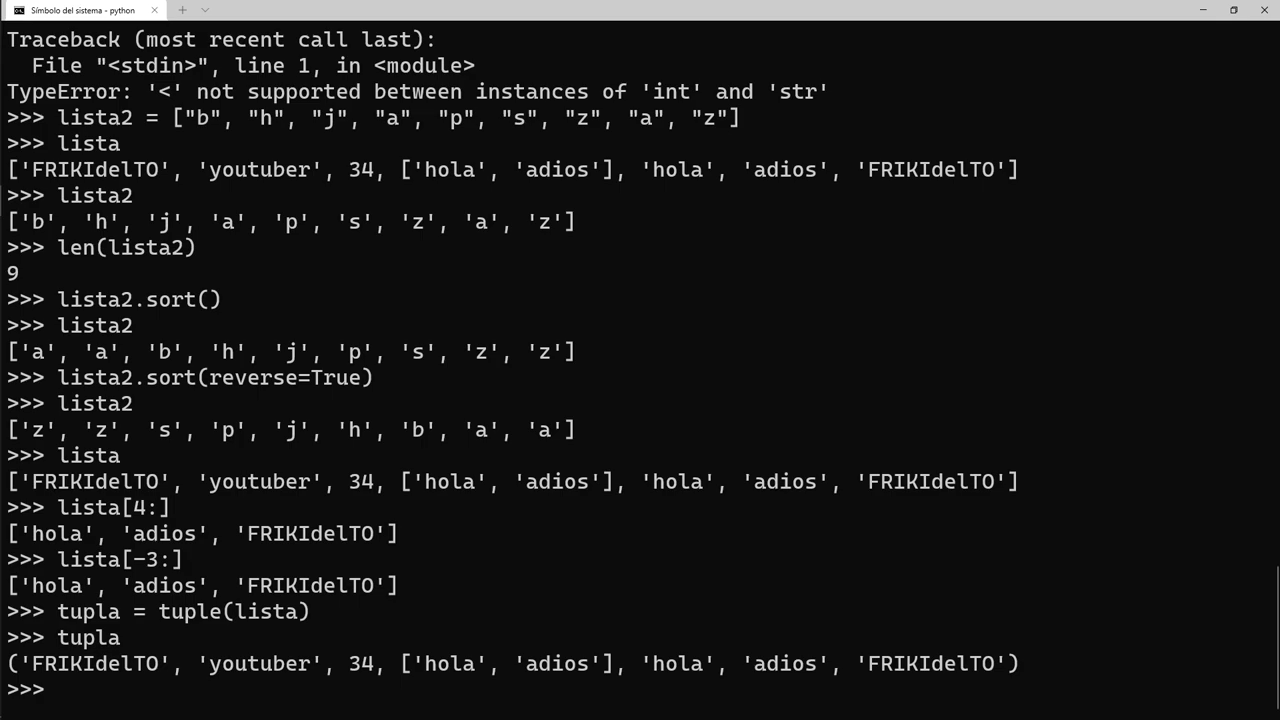 Símbolo del sistema - python
Traceback (most recent call last):
  File "<stdin>", line 1, in <module>
TypeError: '<' not supported between instances of 'int' and 'str'
>>> lista2 = ["b", "h", "j", "a", "p", "s", "z", "a", "z"]
>>> lista
['FRIKIdelTO', 'youtuber', 34, ['hola', 'adios'], 'hola', 'adios', 'FRIKIdelTO']
>>> lista2
['b', 'h', 'j', 'a', 'p', 's', 'z', 'a', 'z']
>>> len(lista2)
9
>>> lista2.sort()
>>> lista2
['a', 'a', 'b', 'h', 'j', 'p', 's', 'z', 'z']
>>> lista2.sort(reverse=True)
>>> lista2
['z', 'z', 's', 'p', 'j', 'h', 'b', 'a', 'a']
>>> lista
['FRIKIdelTO', 'youtuber', 34, ['hola', 'adios'], 'hola', 'adios', 'FRIKIdelTO']
>>> lista[4:]
['hola', 'adios', 'FRIKIdelTO']
>>> lista[-3:]
['hola', 'adios', 'FRIKIdelTO']
>>> tupla = tuple(lista)
>>> tupla
('FRIKIdelTO', 'youtuber', 34, ['hola', 'adios'], 'hola', 'adios', 'FRIKIdelTO')
>>>